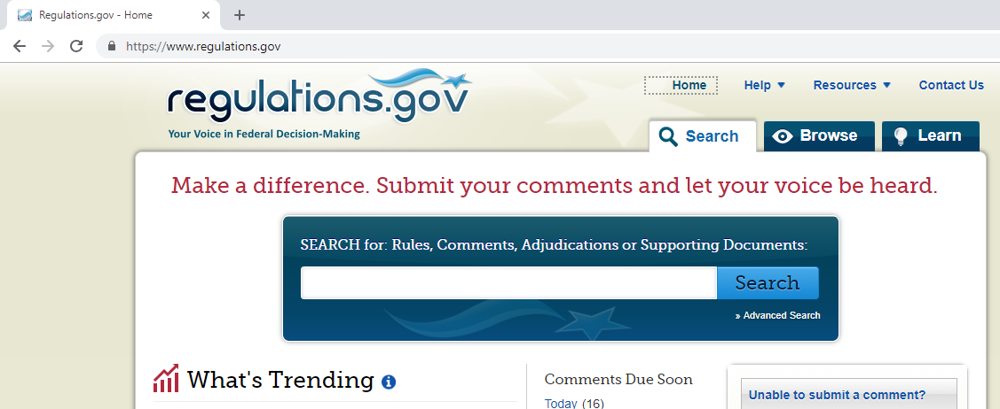 Regulations.gov - Home
https://www.regulations.gov
regulations.gov
Your Voice in Federal Decision-Making
Home Help Resources Contact Us
Search Browse Learn
Make a difference. Submit your comments and let your voice be heard.
SEARCH for: Rules, Comments, Adjudications or Supporting Documents:
Search
» Advanced Search
What's Trending
Comments Due Soon
Today (16)
Unable to submit a comment?